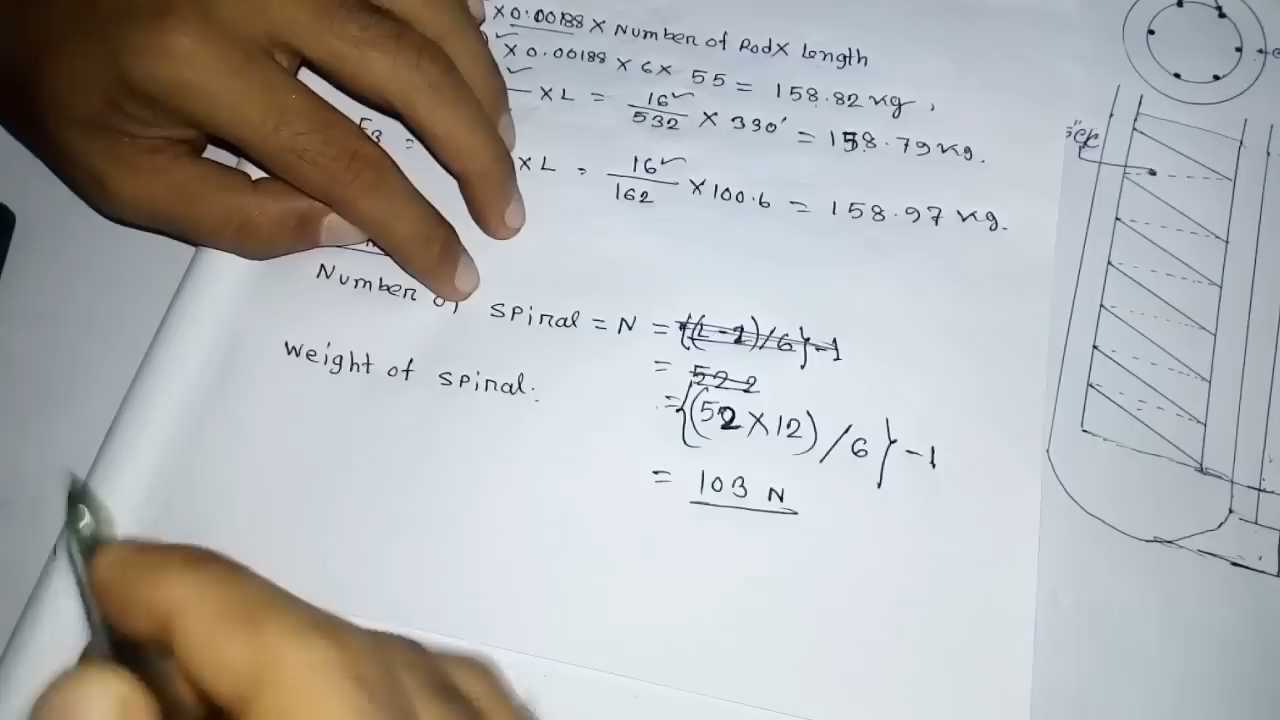 ×0.00188 × Number of Rod× Length
×0.00188 × 6 × 55 = 158.82 kg,
×L = 16²/532 × 330' = 158.79 kg.
×L = 16²/162 ×100.6 = 158.97 kg.
Number of spiral = N = {(L-2)/6}-1
= 522
= {(52×12)/6}-1
= 103 N
weight of spiral.